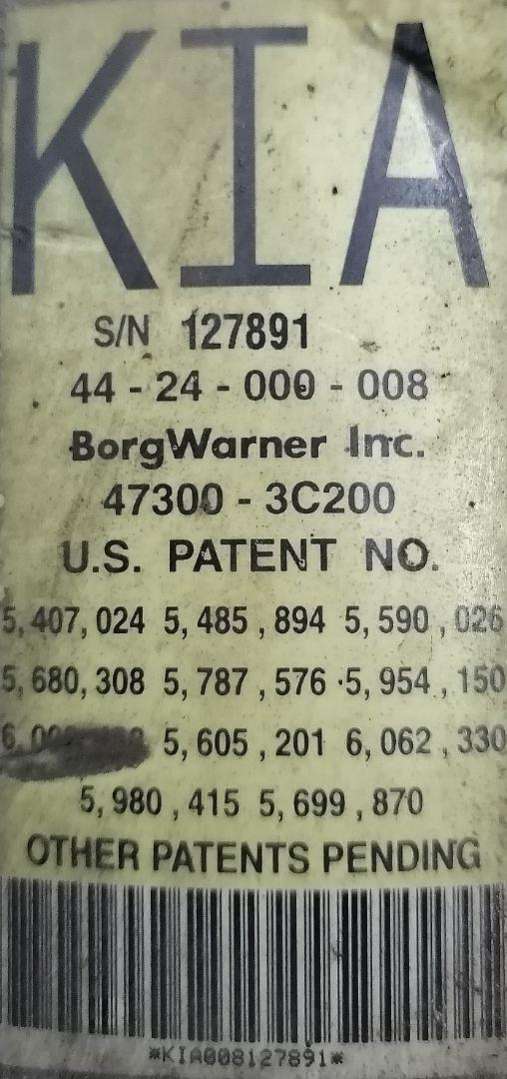 KIA
S/N 127891
44 - 24 - 000 - 008
BorgWarner Inc.
47300 - 3C200
U.S. PATENT NO.
5, 407, 024 5, 485 , 894 5, 590 , 026
5, 680, 308 5, 787 , 576 5, 954 , 150
5, 605 , 201 6, 062 , 330
5, 980 , 415 5, 699 , 870
OTHER PATENTS PENDING
*KIA008127891*